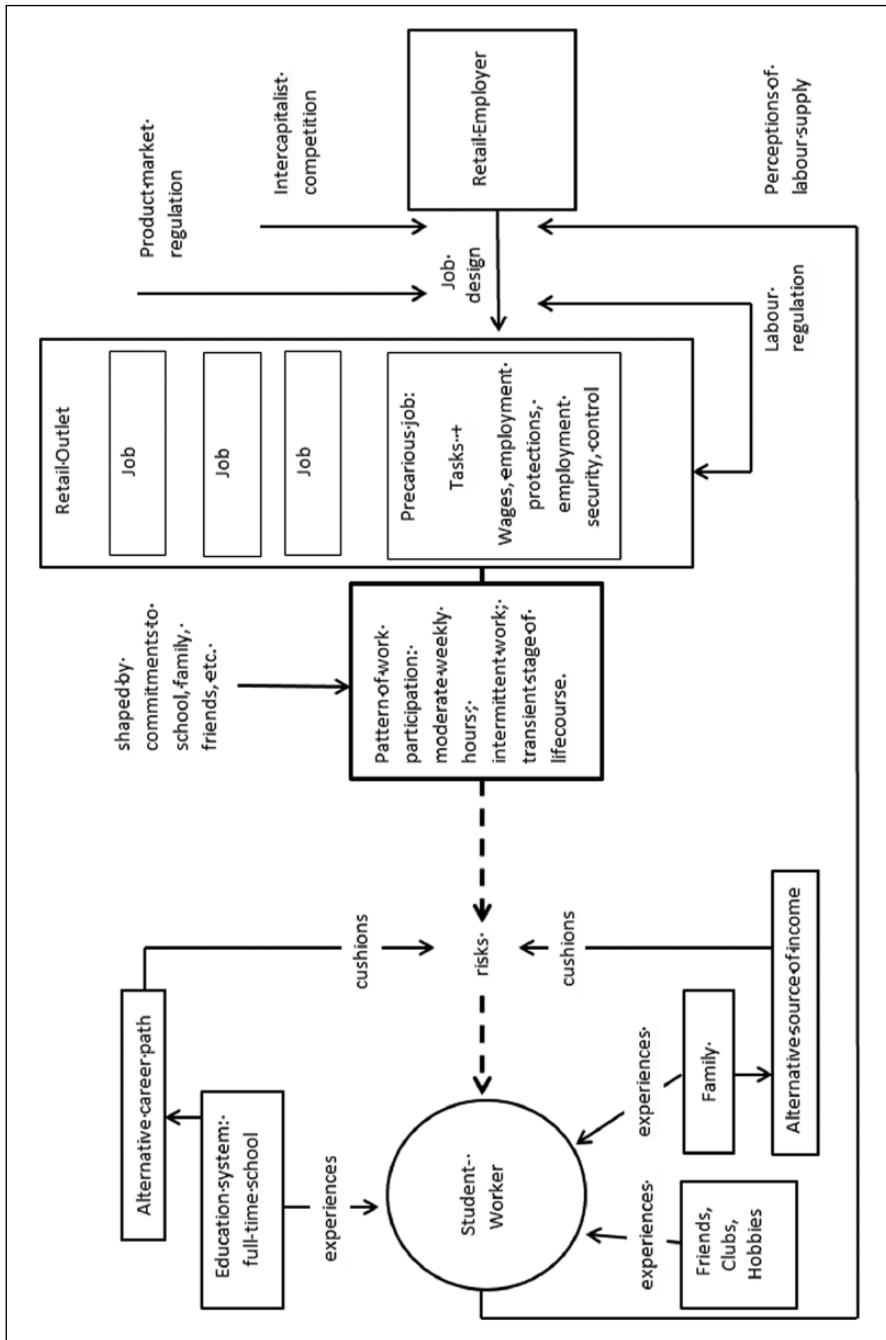 Alternative career path
Education system:
full-time school
experiences
cushions
Student-
Worker
risks
cushions
experiences
Friends,
Clubs,
Hobbies
experiences
Family
Alternative source of income
shaped by
commitments to
school, family,
friends, etc.
Pattern of work
participation:
moderate weekly
hours;
intermittent work;
transient stage of
lifecourse.
Retail Outlet
Job
Job
Job
Precarious job:
Tasks +
Wages, employment
protections,
employment
security, control
Product market
regulation
Intercapitalist
competition
Job
design
Retail Employer
Labour
regulation
Perceptions of
labour supply